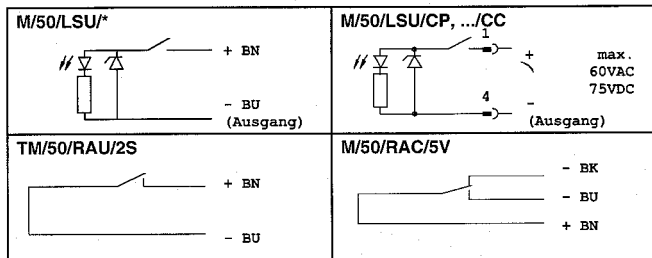 M/50/LSU/*
+ BN
- BU
(Ausgang)
M/50/LSU/CP, .../CC
1
+
max.
60VAC
75VDC
4
-
(Ausgang)
TM/50/RAU/2S
+ BN
- BU
M/50/RAC/5V
- BK
- BU
+ BN